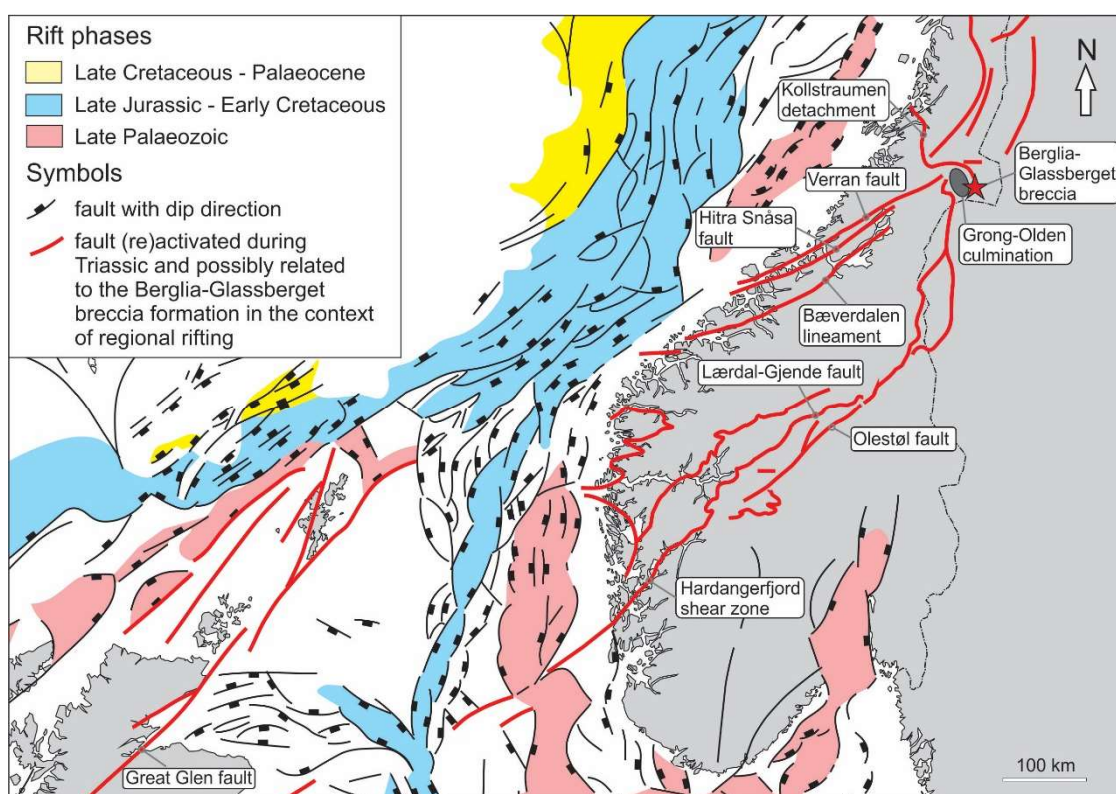 Rift phases
Late Cretaceous - Palaeocene
Late Jurassic - Early Cretaceous
Late Palaeozoic
Symbols
fault with dip direction
fault (re)activated during
Triassic and possibly related
to the Berglia-Glassberget
breccia formation in the context
of regional rifting
N
Kollstraumen
detachment
Berglia-
Glassberget
breccia
Verran fault
Hitra Snåsa
fault
Grong-Olden
culmination
Bæverdalen
lineament
Lærdal-Gjende fault
Olestøl fault
Hardangerfjord
shear zone
Great Glen fault
100 km